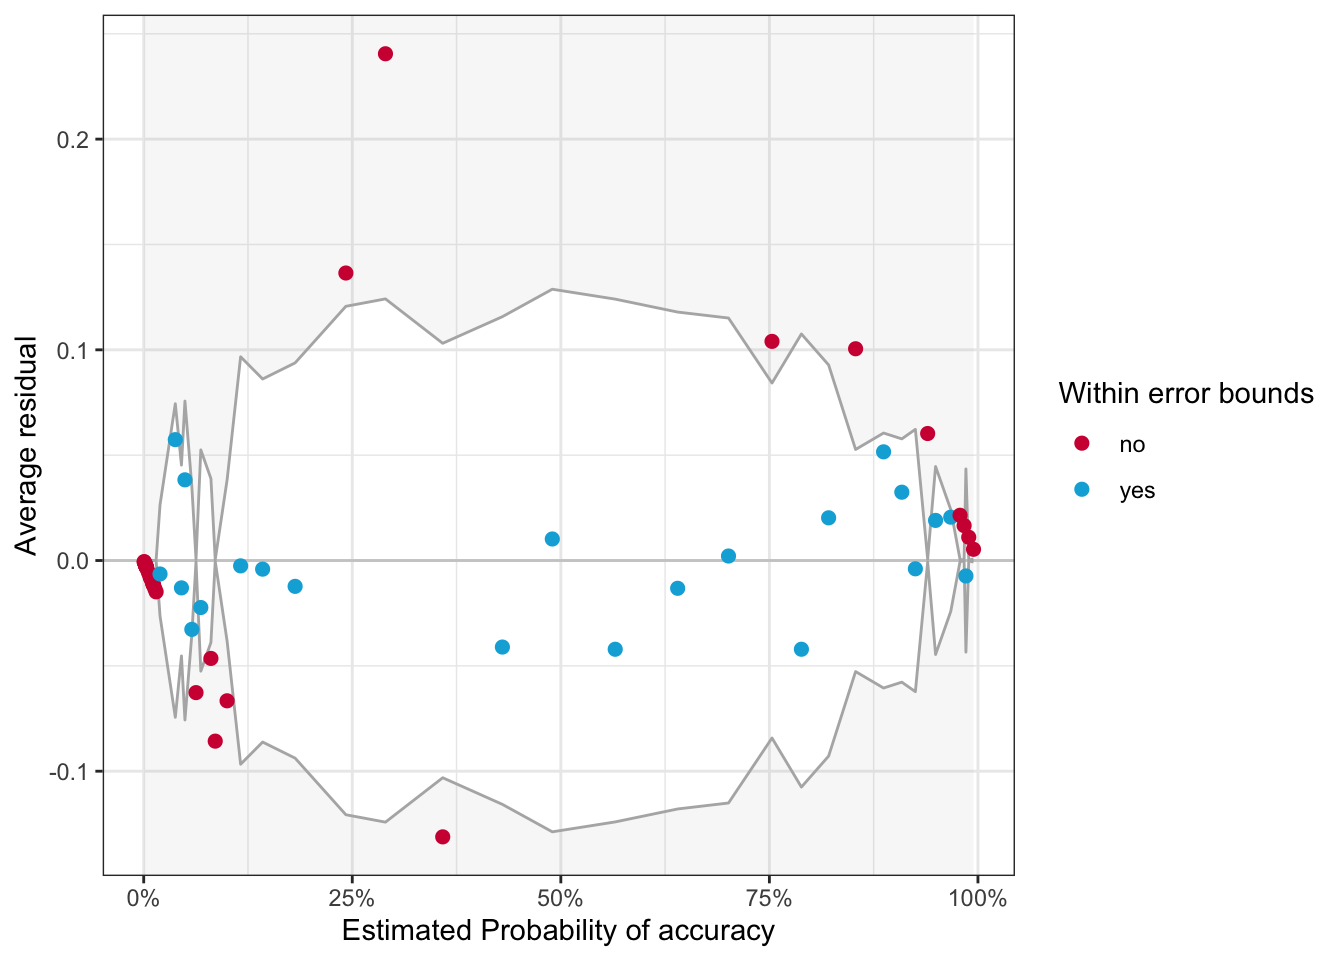 0.2
0.1
0.0
-0.1
Average residual
0%
25%
50%
75%
100%
Estimated Probability of accuracy
Within error bounds
no
yes